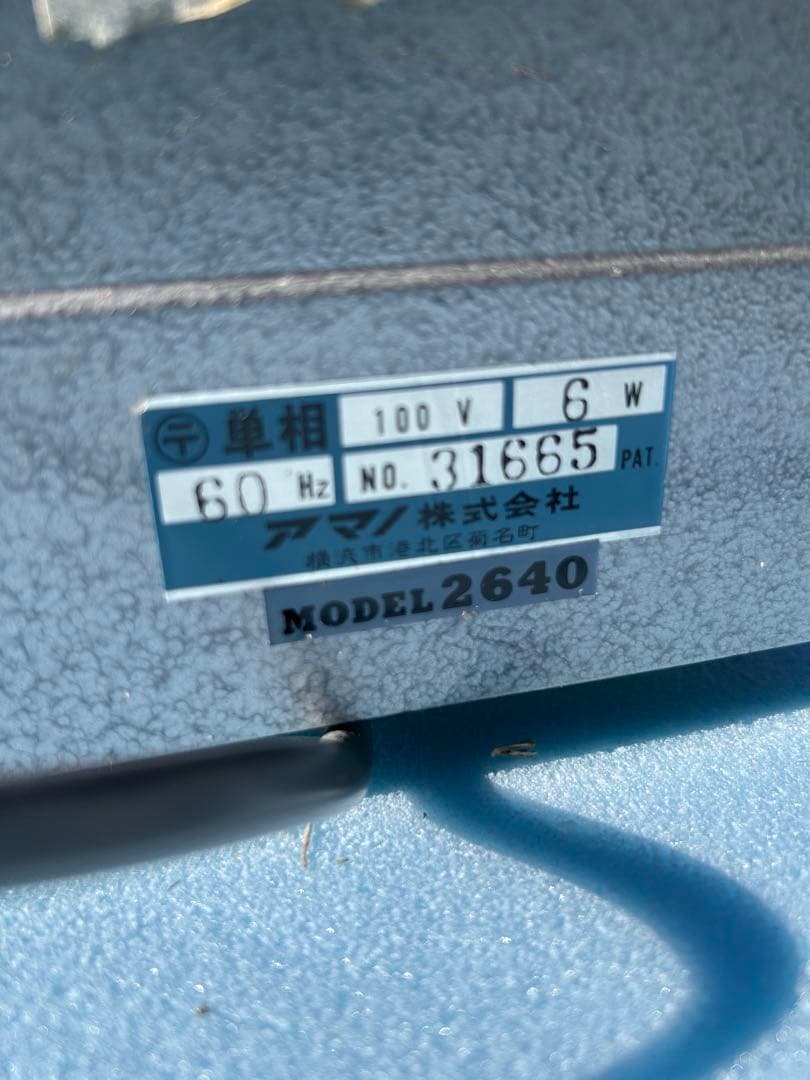 〶 単相 100 V 6 W
60 Hz NO. 31665 PAT.
アマノ株式会社
横浜市港北区菊名町
MODEL 2640